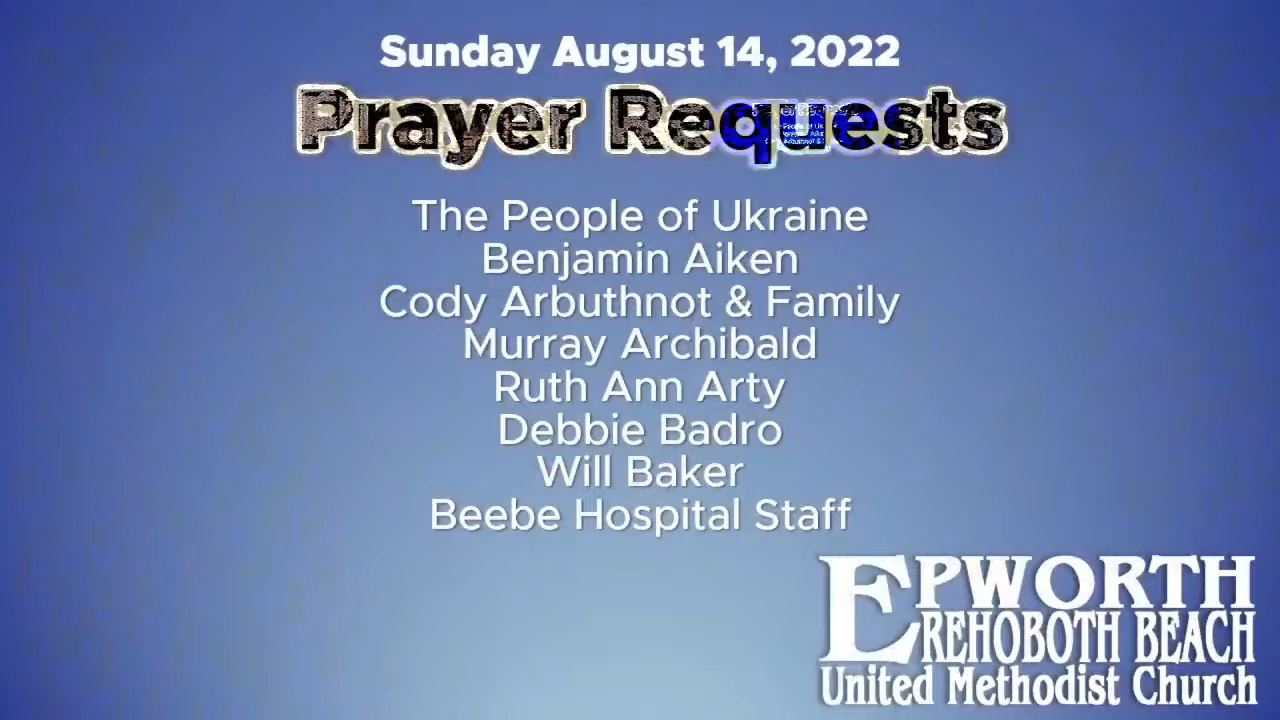 Sunday August 14, 2022
Prayer Requests
The People of Ukraine
Benjamin Aiken
Cody Arbuthnot & Family
Murray Archibald
Ruth Ann Arty
Debbie Badro
Will Baker
Beebe Hospital Staff
EPWORTH
REHOBOTH BEACH
United Methodist Church